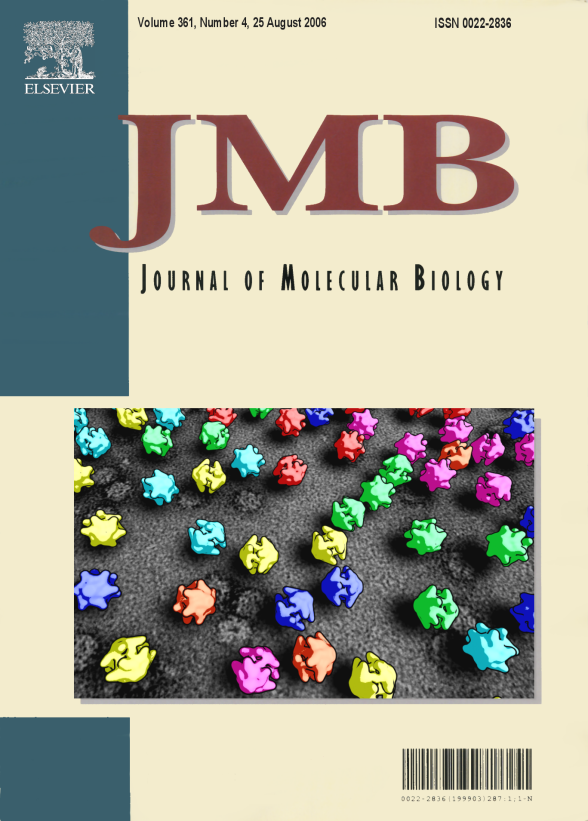 Volume 361, Number 4, 25 August 2006
ISSN 0022-2836
ELSEVIER
JMB
JOURNAL OF MOLECULAR BIOLOGY
0022-2836(199903)287:1;1-N